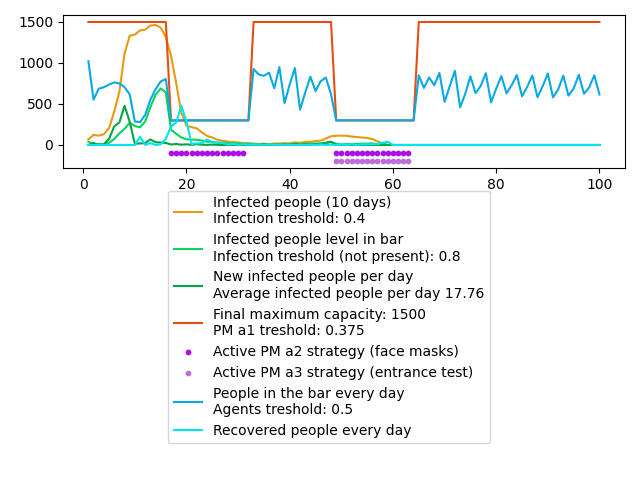 1500
1000
500
0
0 20 40 60 80 100
Infected people (10 days)
Infection treshold: 0.4
Infected people level in bar
Infection treshold (not present): 0.8
New infected people per day
Average infected people per day 17.76
Final maximum capacity: 1500
PM a1 treshold: 0.375
Active PM a2 strategy (face masks)
Active PM a3 strategy (entrance test)
People in the bar every day
Agents treshold: 0.5
Recovered people every day